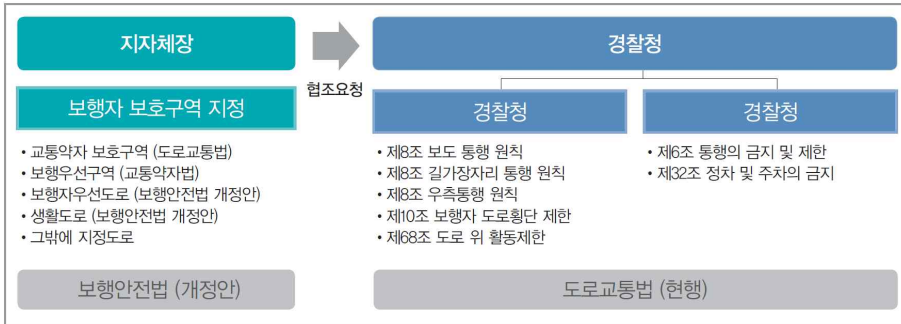 지자체장
협조요청
경찰청
보행자 보호구역 지정
• 교통약자 보호구역 (도로교통법)
• 보행우선구역 (교통약자법)
• 보행자우선도로 (보행안전법 개정안)
• 생활도로 (보행안전법 개정안)
• 그밖에 지정도로
경찰청
• 제8조 보도 통행 원칙
• 제8조 길가장자리 통행 원칙
• 제8조 우측통행 원칙
• 제10조 보행자 도로횡단 제한
• 제68조 도로 위 활동제한
경찰청
• 제6조 통행의 금지 및 제한
• 제32조 정차 및 주차의 금지
보행안전법 (개정안)
도로교통법 (현행)